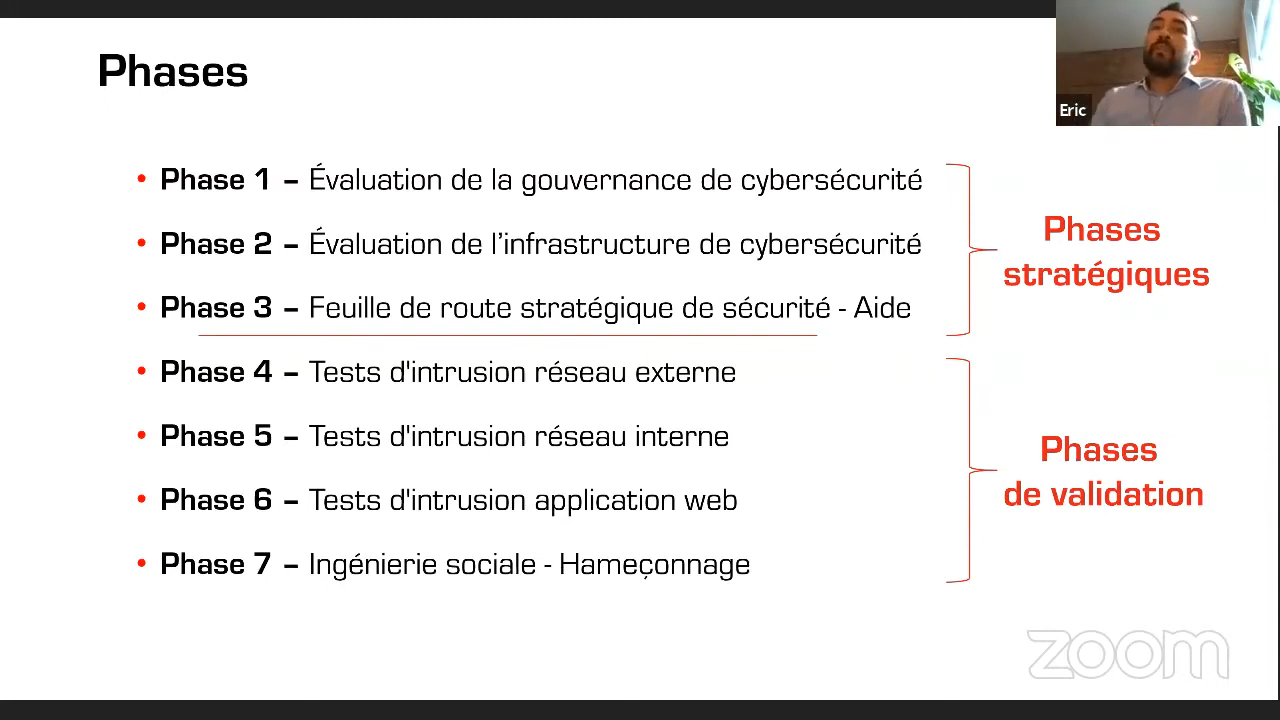 Phases
Eric
• Phase 1 – Évaluation de la gouvernance de cybersécurité
• Phase 2 – Évaluation de l’infrastructure de cybersécurité
• Phase 3 – Feuille de route stratégique de sécurité - Aide
Phases
stratégiques
• Phase 4 – Tests d'intrusion réseau externe
• Phase 5 – Tests d'intrusion réseau interne
• Phase 6 – Tests d'intrusion application web
• Phase 7 – Ingénierie sociale - Hameçonnage
Phases
de validation
zoom